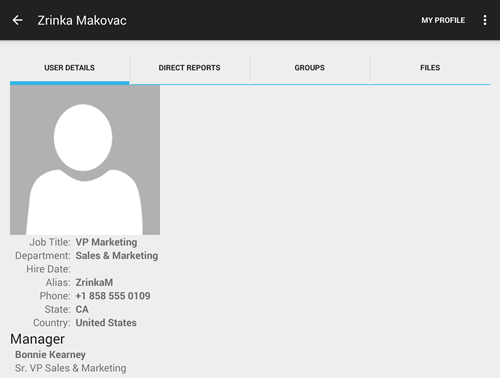 Zrinka Makovac
MY PROFILE
USER DETAILS
DIRECT REPORTS
GROUPS
FILES
Job Title: VP Marketing
Department: Sales & Marketing
Hire Date:
Alias: ZrinkaM
Phone: +1 858 555 0109
State: CA
Country: United States
Manager
Bonnie Kearney
Sr. VP Sales & Marketing